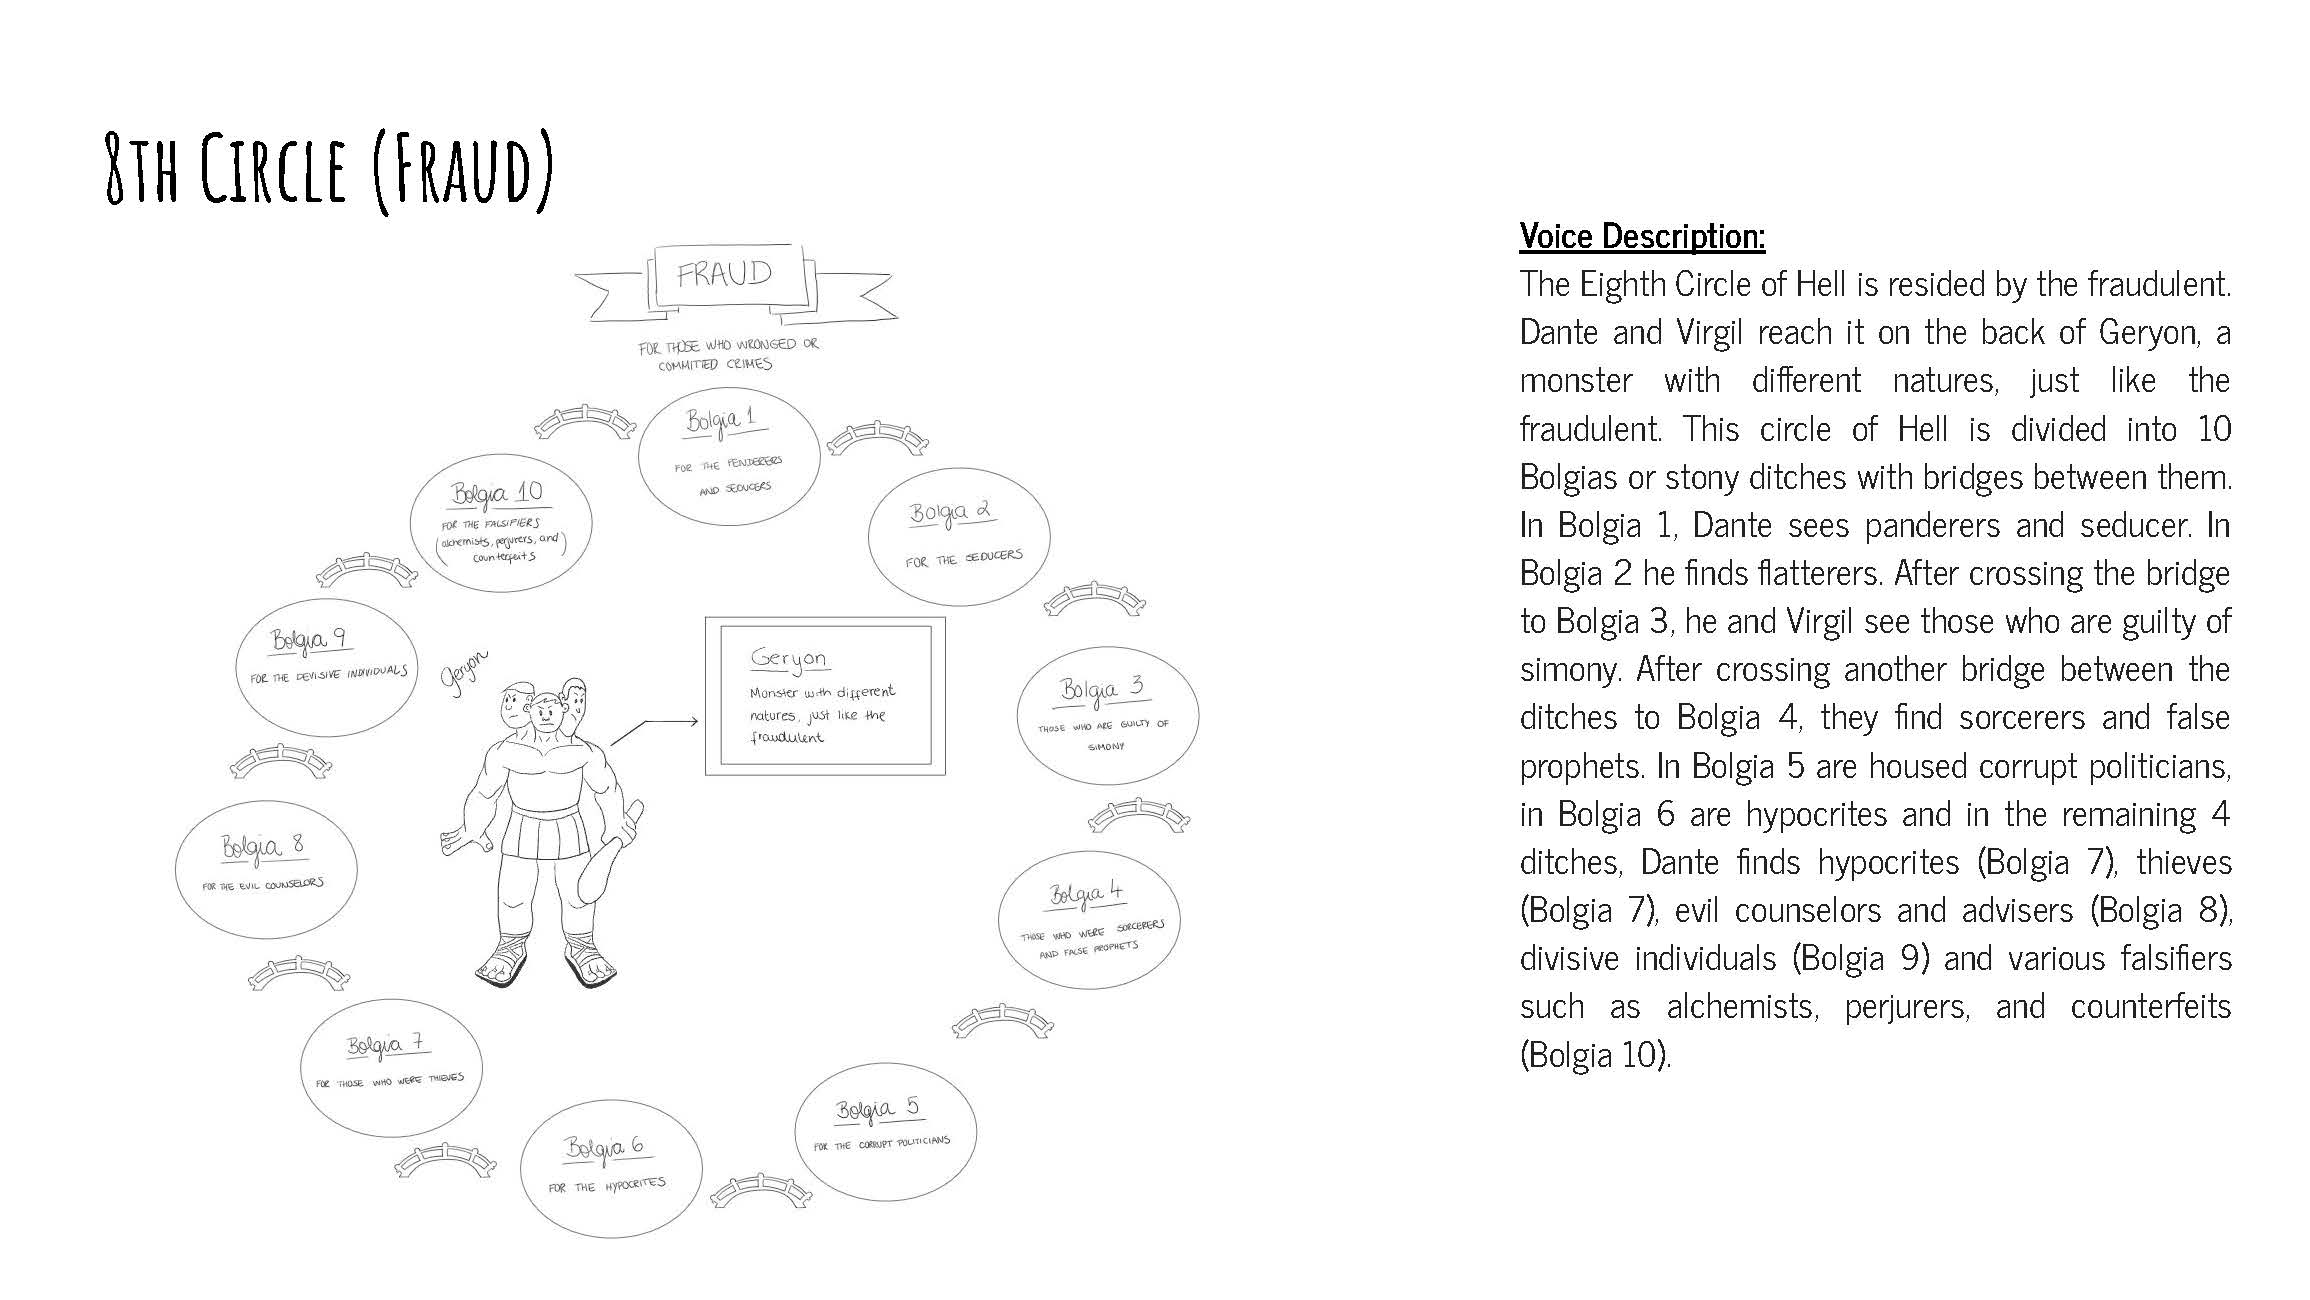 8th Circle (Fraud)
FRAUD
FOR THOSE WHO WRONGED OR
COMMITTED CRIMES
Bolgia 1
FOR THE PENDERERS
AND SEDUCERS
Bolgia 2
FOR THE SEDUCERS
Bolgia 3
THOSE WHO ARE GUILTY OF
SIMONY
Bolgia 4
THOSE WHO WERE SORCERERS
AND FALSE PROPHETS
Bolgia 5
FOR THE CORRUPT POLITICIANS
Bolgia 6
FOR THE HYPOCRITES
Bolgia 7
FOR THOSE WHO WERE THIEVES
Bolgia 8
FOR THE EVIL COUNSELORS
Bolgia 9
FOR THE DEVISIVE INDIVIDUALS
Bolgia 10
FOR THE FALSIFIERS
(alchemists, perjurers, and
counterfeits)
Geryon
Geryon
Monster with different
natures, just like the
fraudulent
Voice Description:
The Eighth Circle of Hell is resided by the fraudulent.
Dante and Virgil reach it on the back of Geryon, a
monster with different natures, just like the
fraudulent. This circle of Hell is divided into 10
Bolgias or stony ditches with bridges between them.
In Bolgia 1, Dante sees panderers and seducer. In
Bolgia 2 he finds flatterers. After crossing the bridge
to Bolgia 3, he and Virgil see those who are guilty of
simony. After crossing another bridge between the
ditches to Bolgia 4, they find sorcerers and false
prophets. In Bolgia 5 are housed corrupt politicians,
in Bolgia 6 are hypocrites and in the remaining 4
ditches, Dante finds hypocrites (Bolgia 7), thieves
(Bolgia 7), evil counselors and advisers (Bolgia 8),
divisive individuals (Bolgia 9) and various falsifiers
such as alchemists, perjurers, and counterfeits
(Bolgia 10).